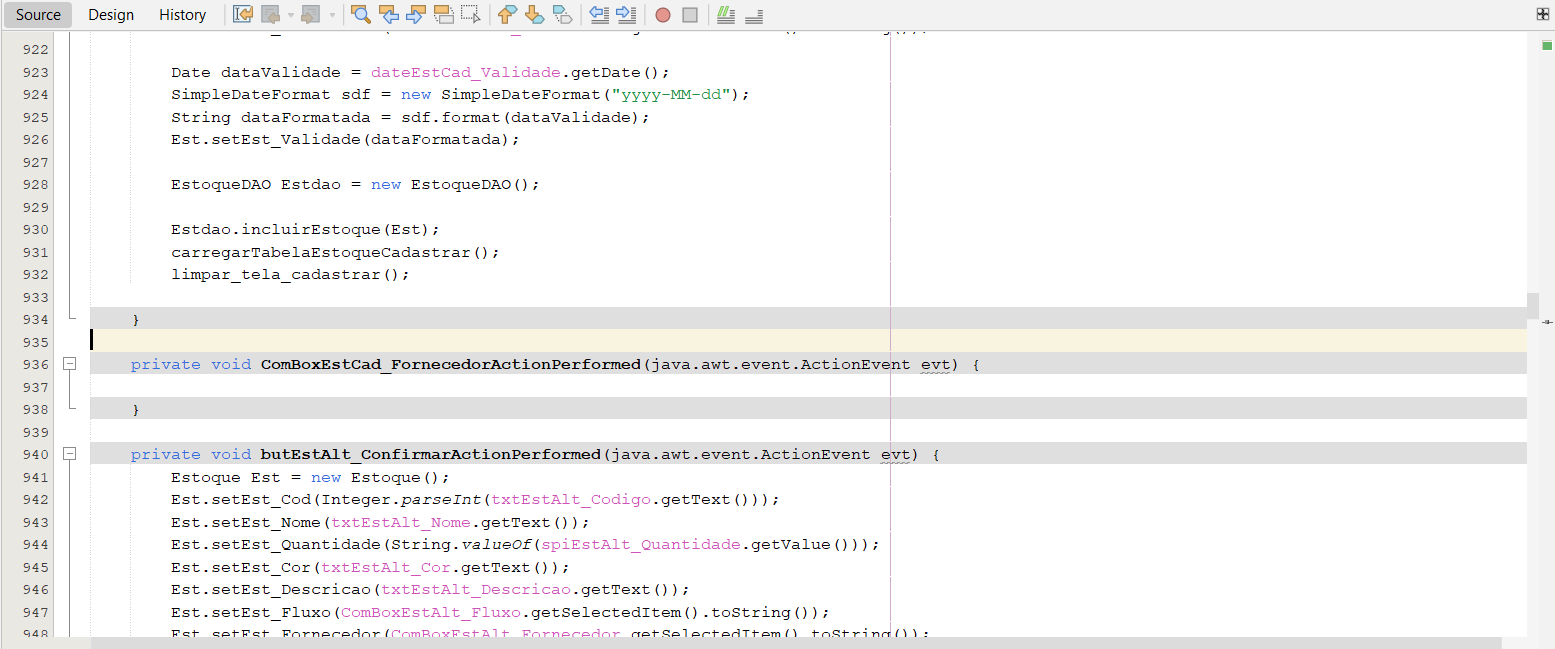 Source Design History
922
923 Date dataValidade = dateEstCad_Validade.getDate();
924 SimpleDateFormat sdf = new SimpleDateFormat("yyyy-MM-dd");
925 String dataFormatada = sdf.format(dataValidade);
926 Est.setEst_Validade(dataFormatada);
927
928 EstoqueDAO Estdao = new EstoqueDAO();
929
930 Estdao.incluirEstoque(Est);
931 carregarTabelaEstoqueCadastrar();
932 limpar_tela_cadastrar();
933
934 }
935
936 private void ComBoxEstCad_FornecedorActionPerformed(java.awt.event.ActionEvent evt) {
937
938 }
939
940 private void butEstAlt_ConfirmarActionPerformed(java.awt.event.ActionEvent evt) {
941 Estoque Est = new Estoque();
942 Est.setEst_Cod(Integer.parseInt(txtEstAlt_Codigo.getText()));
943 Est.setEst_Nome(txtEstAlt_Nome.getText());
944 Est.setEst_Quantidade(String.valueOf(spiEstAlt_Quantidade.getValue()));
945 Est.setEst_Cor(txtEstAlt_Cor.getText());
946 Est.setEst_Descricao(txtEstAlt_Descricao.getText());
947 Est.setEst_Fluxo(ComBoxEstAlt_Fluxo.getSelectedItem().toString());
948 Est.setEst_Fornecedor(ComBoxEstAlt_Fornecedor.getSelectedItem().toString());